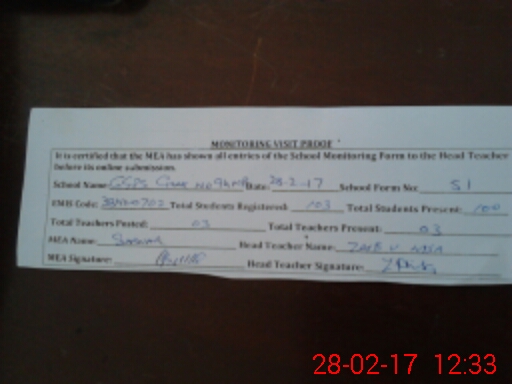 MONITORING VISIT PROOF
It is certified that the MEA has shown all entries of the School Monitoring Form to the Head Teacher
before its online submission.
School Name: GGPS Date: 28-2-17 School Form No: 51
EMIS Code: Total Students Registered: 103 Total Students Present: 100
Total Teachers Posted: 03 Total Teachers Present: 03
MEA Name: Head Teacher Name: ZAIB U NISA
MEA Signature: Head Teacher Signature:
28-02-17 12:33